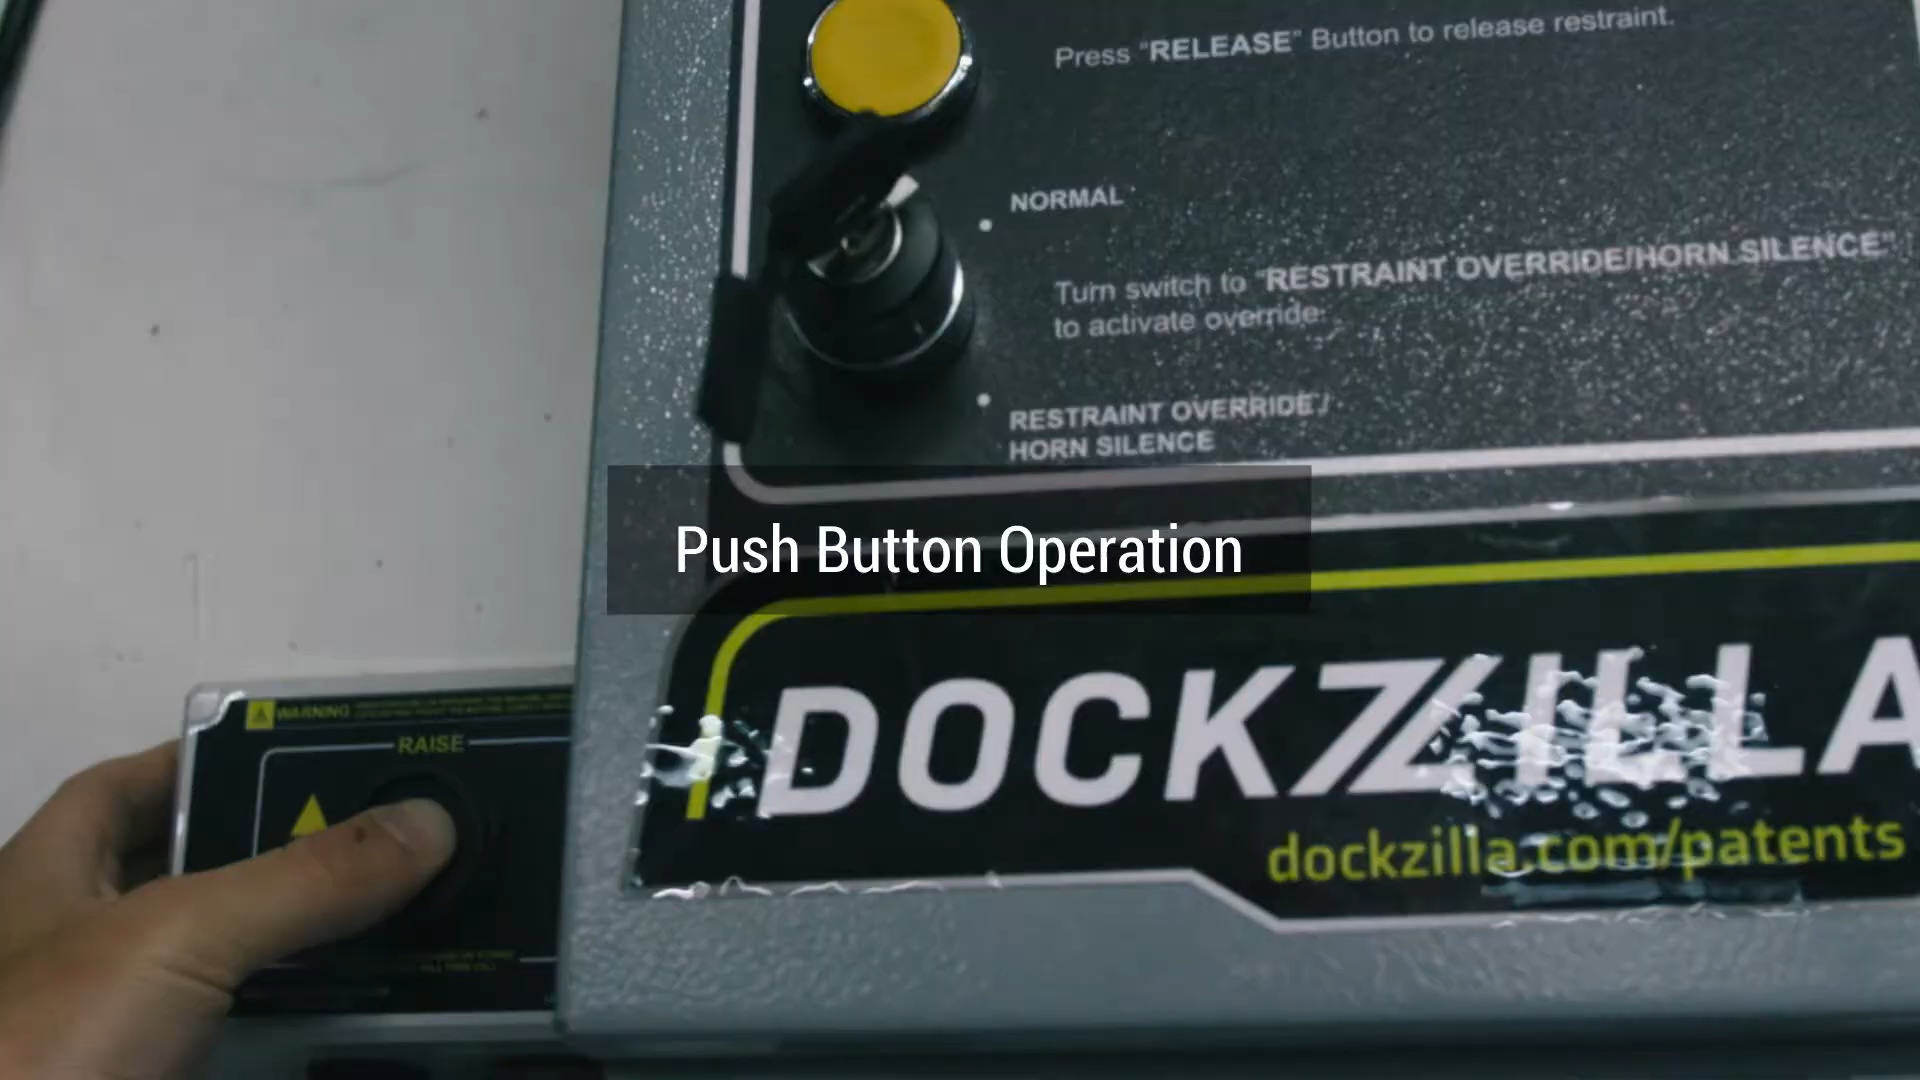 Press "RELEASE" Button to release restraint.
NORMAL
Turn switch to "RESTRAINT OVERRIDE/HORN SILENCE"
to activate override.
RESTRAINT OVERRIDE /
HORN SILENCE
Push Button Operation
DOCKZILLA
dockzilla.com/patents
WARNING
RAISE